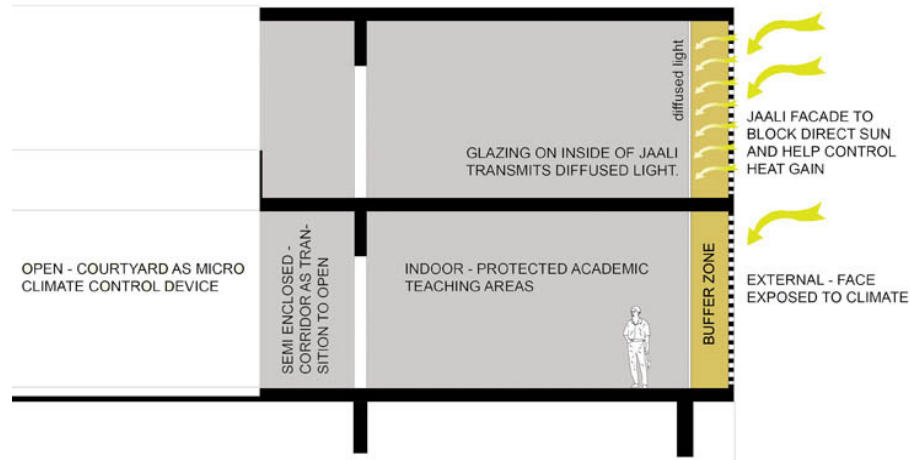 diffused light
GLAZING ON INSIDE OF JAALI
TRANSMITS DIFFUSED LIGHT.
JAALI FACADE TO
BLOCK DIRECT SUN
AND HELP CONTROL
HEAT GAIN
OPEN - COURTYARD AS MICRO
CLIMATE CONTROL DEVICE
SEMI ENCLOSED -
CORRIDOR AS TRAN-
SITION TO OPEN
INDOOR - PROTECTED ACADEMIC
TEACHING AREAS
BUFFER ZONE
EXTERNAL - FACE
EXPOSED TO CLIMATE